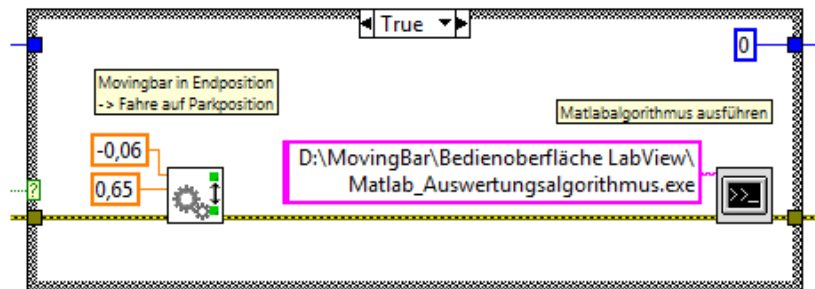 True
0
Movingbar in Endposition
-> Fahre auf Parkposition
Matlabalgorithmus ausführen
-0,06
0,65
D:\MovingBar\Bedienoberfläche LabView\
Matlab_Auswertungsalgorithmus.exe
?
>>_